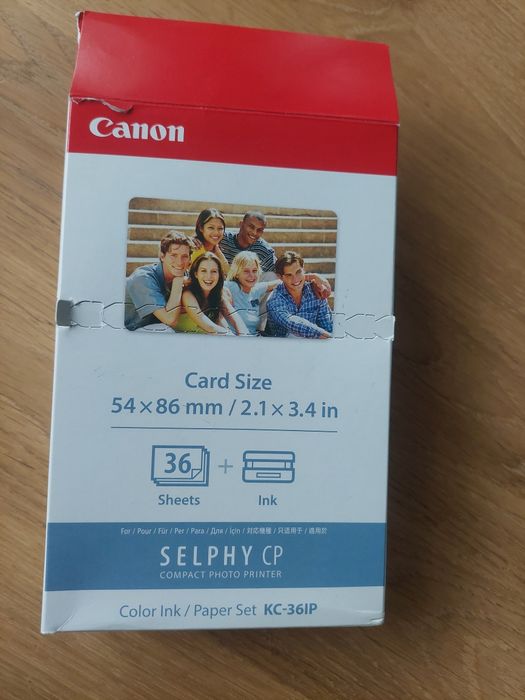 Canon
Card Size
54×86 mm / 2.1×3.4 in
36
+
Sheets
Ink
For / Pour / Für / Per / Para / Для / İçin / 対応機種 / 只适用于 / 適用於
SELPHY CP
COMPACT PHOTO PRINTER
Color Ink / Paper Set KC-36IP